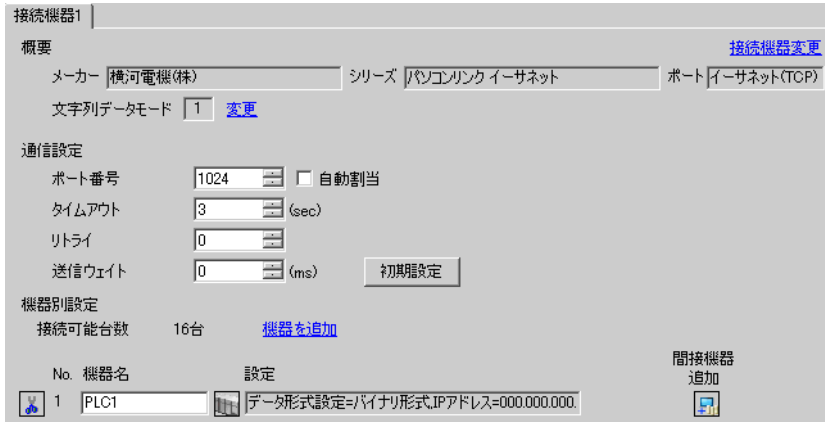 接続機器1
概要 接続機器変更
メーカー 横河電機(株) シリーズ パソコンリンク イーサネット ポート イーサネット(TCP)
文字列データモード 1 変更
通信設定
ポート番号 1024 自動割当
タイムアウト 3 (sec)
リトライ 0
送信ウェイト 0 (ms) 初期設定
機器別設定
接続可能台数 16台 機器を追加
間接機器
No. 機器名 設定 追加
1 PLC1 データ形式設定=バイナリ形式,IPアドレス=000.000.000.